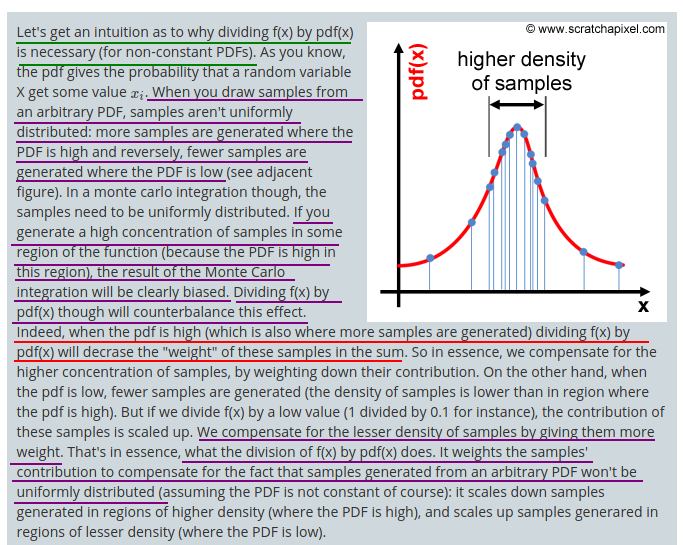 Let's get an intuition as to why dividing f(x) by pdf(x)
is necessary (for non-constant PDFs). As you know,
the pdf gives the probability that a random variable
X get some value xᵢ. When you draw samples from
an arbitrary PDF, samples aren't uniformly
distributed: more samples are generated where the
PDF is high and reversely, fewer samples are
generated where the PDF is low (see adjacent
figure). In a monte carlo integration though, the
samples need to be uniformly distributed. If you
generate a high concentration of samples in some
region of the function (because the PDF is high in
this region), the result of the Monte Carlo
integration will be clearly biased. Dividing f(x) by
pdf(x) though will counterbalance this effect.
Indeed, when the pdf is high (which is also where more samples are generated) dividing f(x) by
pdf(x) will decrase the "weight" of these samples in the sum. So in essence, we compensate for the
higher concentration of samples, by weighting down their contribution. On the other hand, when
the pdf is low, fewer samples are generated (the density of samples is lower than in region where
the pdf is high). But if we divide f(x) by a low value (1 divided by 0.1 for instance), the contribution of
these samples is scaled up. We compensate for the lesser density of samples by giving them more
weight. That's in essence, what the division of f(x) by pdf(x) does. It weights the samples'
contribution to compensate for the fact that samples generated from an arbitrary PDF won't be
uniformly distributed (assuming the PDF is not constant of course): it scales down samples
generated in regions of higher density (where the PDF is high), and scales up samples generared in
regions of lesser density (where the PDF is low).
© www.scratchapixel.com
pdf(x)
higher density
of samples
x